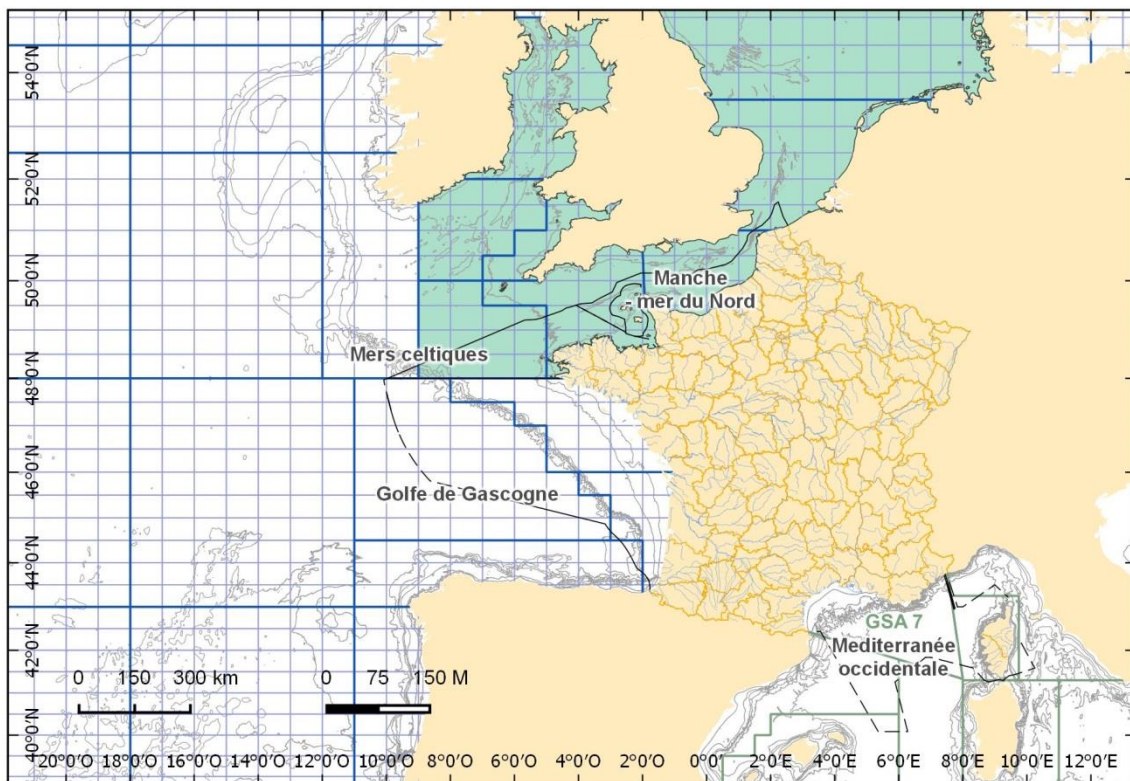 54°0'N
52°0'N
50°0'N
48°0'N
46°0'N
44°0'N
42°0'N
40°0'N
Manche
- mer du Nord
Mers celtiques
Golfe de Gascogne
GSA 7
Mediterranée
occidentale
0 150 300 km
0 75 150 M
20°0'O 18°0'O 16°0'O 14°0'O 12°0'O 10°0'O 8°0'O 6°0'O 4°0'O 2°0'O 0°0'O 2°0'E 4°0'E 6°0'E 8°0'E 10°0'E 12°0'E